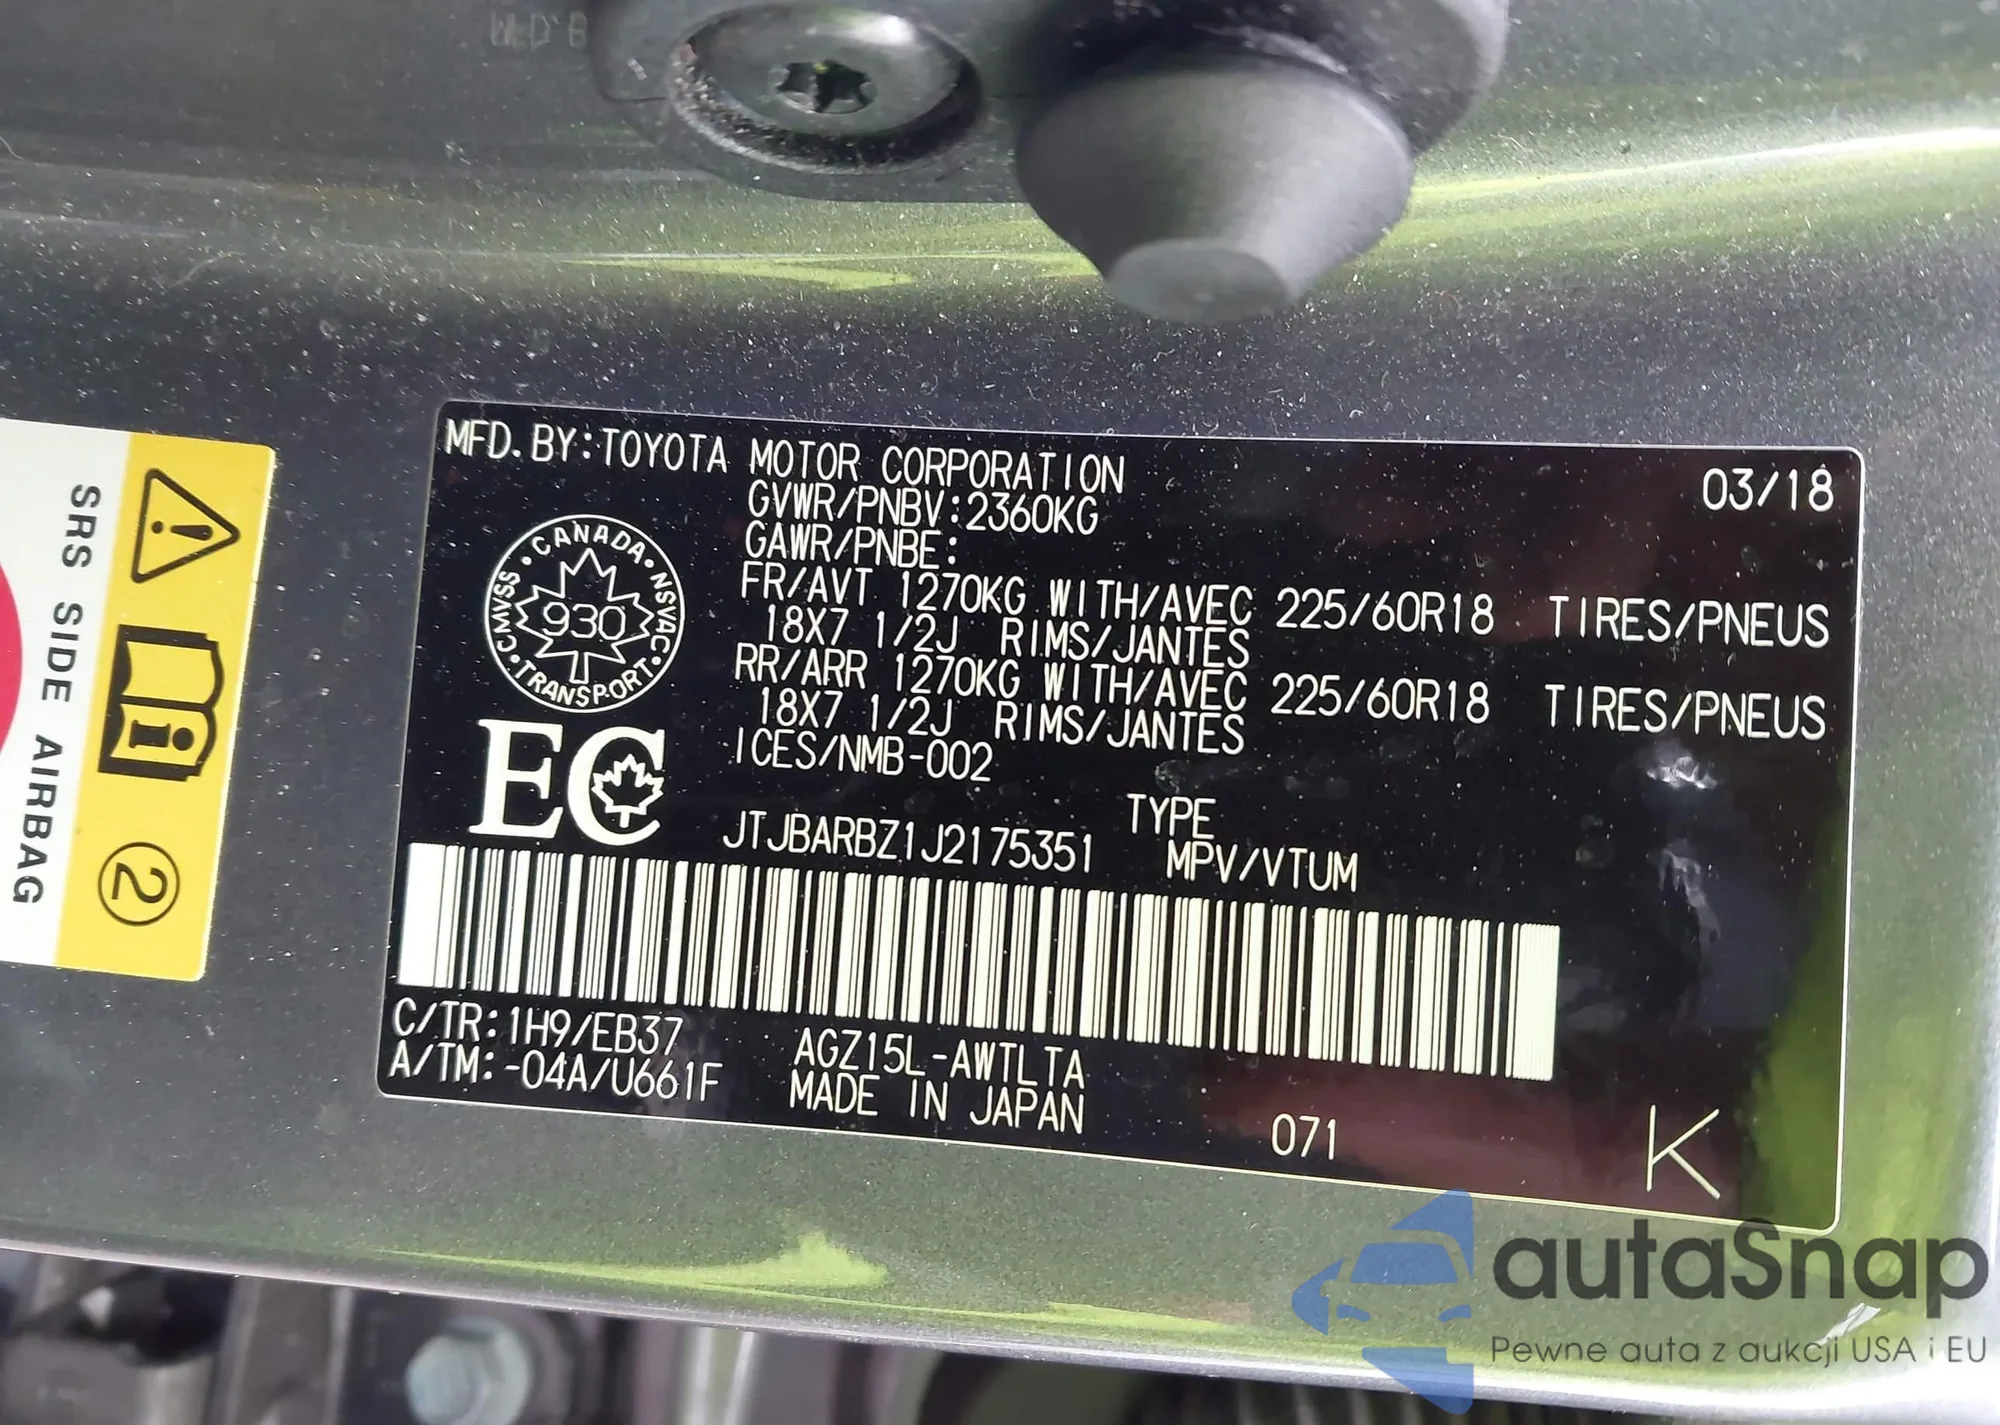 MFD. BY:TOYOTA MOTOR CORPORATION 03/18
GVWR/PNBV:2360KG
GAWR/PNBE:
FR/AVT 1270KG WITH/AVEC 225/60R18 TIRES/PNEUS
18X7 1/2J RIMS/JANTES
RR/ARR 1270KG WITH/AVEC 225/60R18 TIRES/PNEUS
18X7 1/2J RIMS/JANTES
ICES/NMB-002
CANADA · NSVAC · TRANSPORT · CMVSS ·
930
EC
JTJBARBZ1J2175351
TYPE
MPV/VTUM
C/TR:1H9/EB37
A/TM:-04A/U661F
AGZ15L-AWTLTA
MADE IN JAPAN
071
K
SRS SIDE AIRBAG
2
autaSnap
Pewne auta z aukcji USA i EU